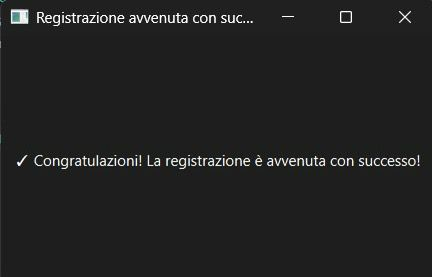 Registrazione avvenuta con suc...
✓ Congratulazioni! La registrazione è avvenuta con successo!